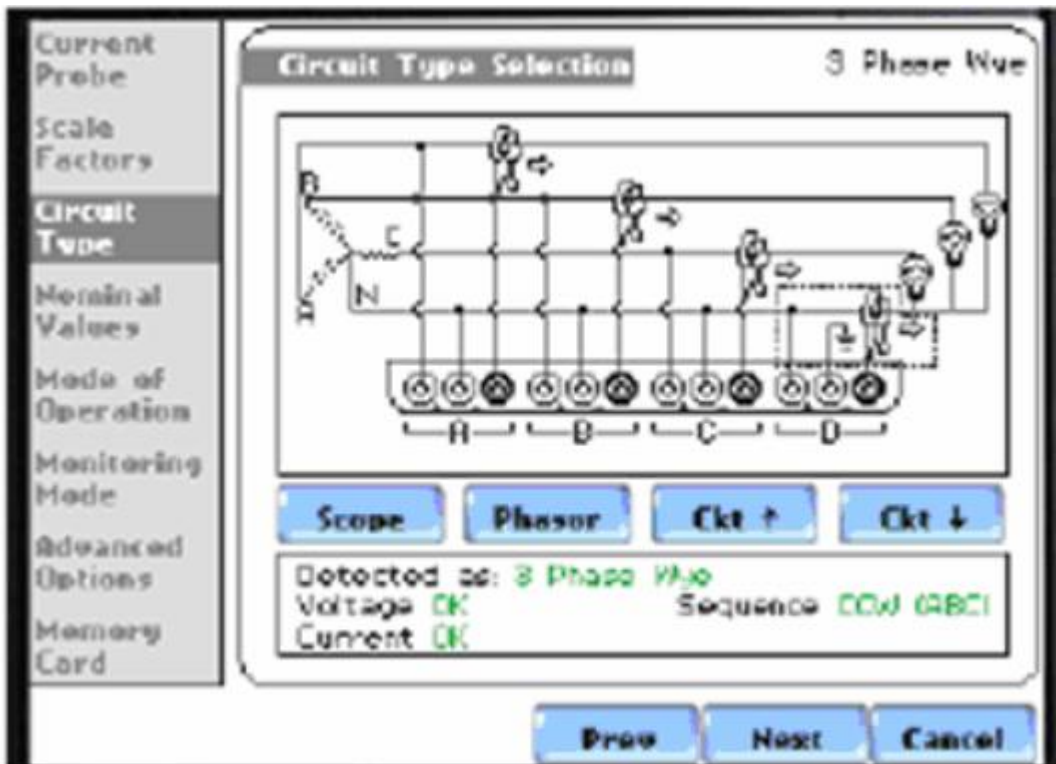 Current
Probe
Scale
Factors
Circuit
Type
Nominal
Values
Mode of
Operation
Monitoring
Mode
Advanced
Options
Memory
Card
Circuit Type Selection
3 Phase Wye
B
C
N
A
B
C
D
Scope
Phasor
Ckt ↑
Ckt ↓
Detected as: 3 Phase Wye
Voltage OK
Sequence CCW (ABC)
Current OK
Prev
Next
Cancel